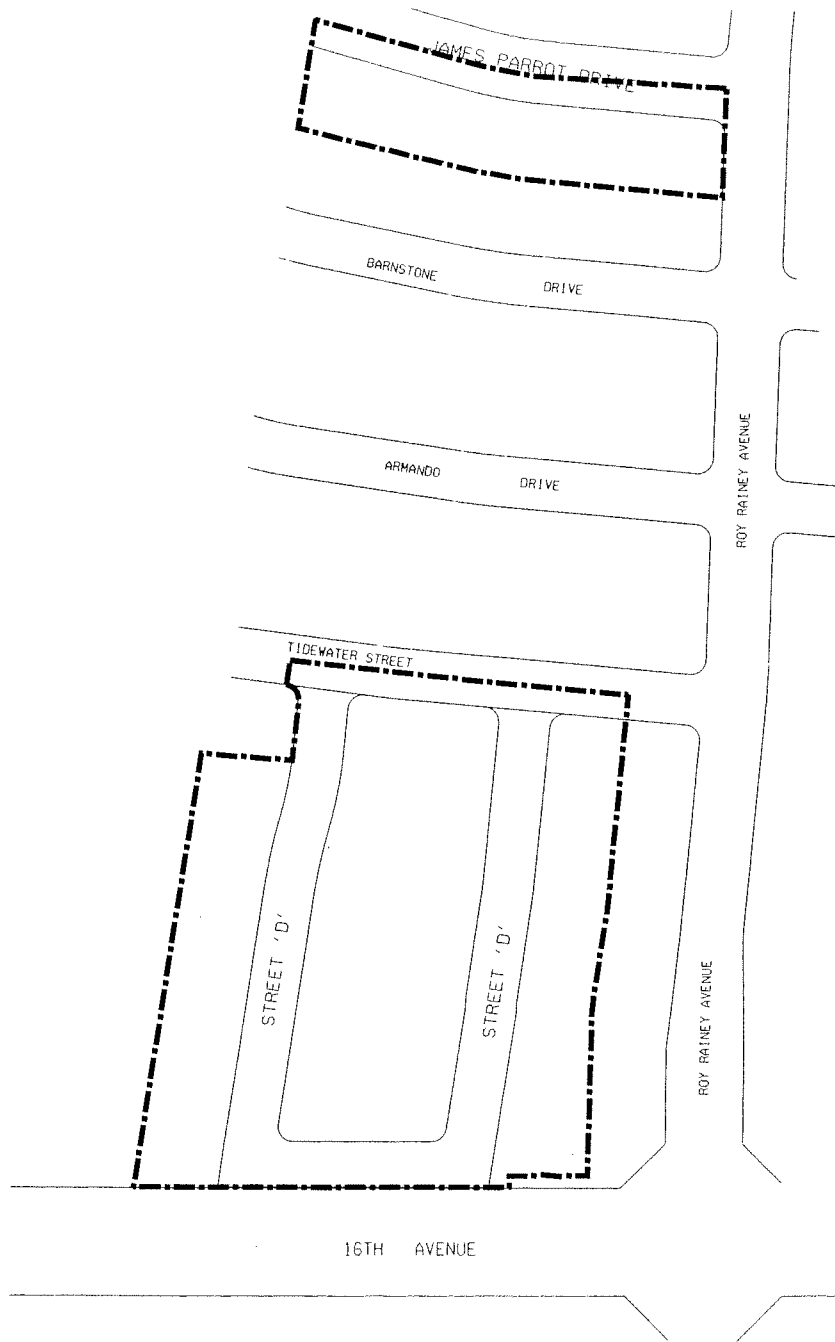 JAMES PARROT DRIVE
BARNSTONE DRIVE
ARMANDO DRIVE
ROY RAINEY AVENUE
TIDEWATER STREET
STREET 'D'
STREET 'D'
ROY RAINEY AVENUE
16TH AVENUE